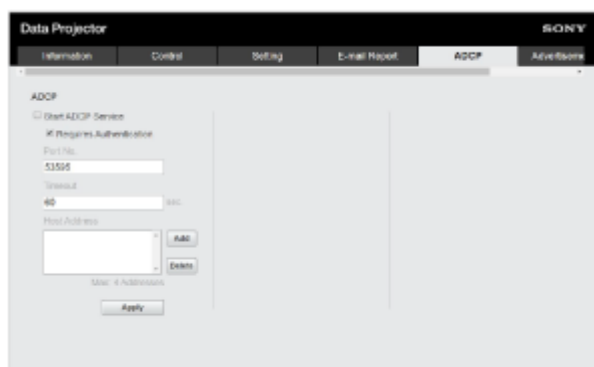 Data Projector
SONY
Information Control Setting E-mail Report ADCP Advertiseme
ADCP
Start ADCP Service
Requires Authentication
Port No.
53595
Timeout
60 sec.
Host Address
Add
Delete
Max: 4 Addresses
Apply